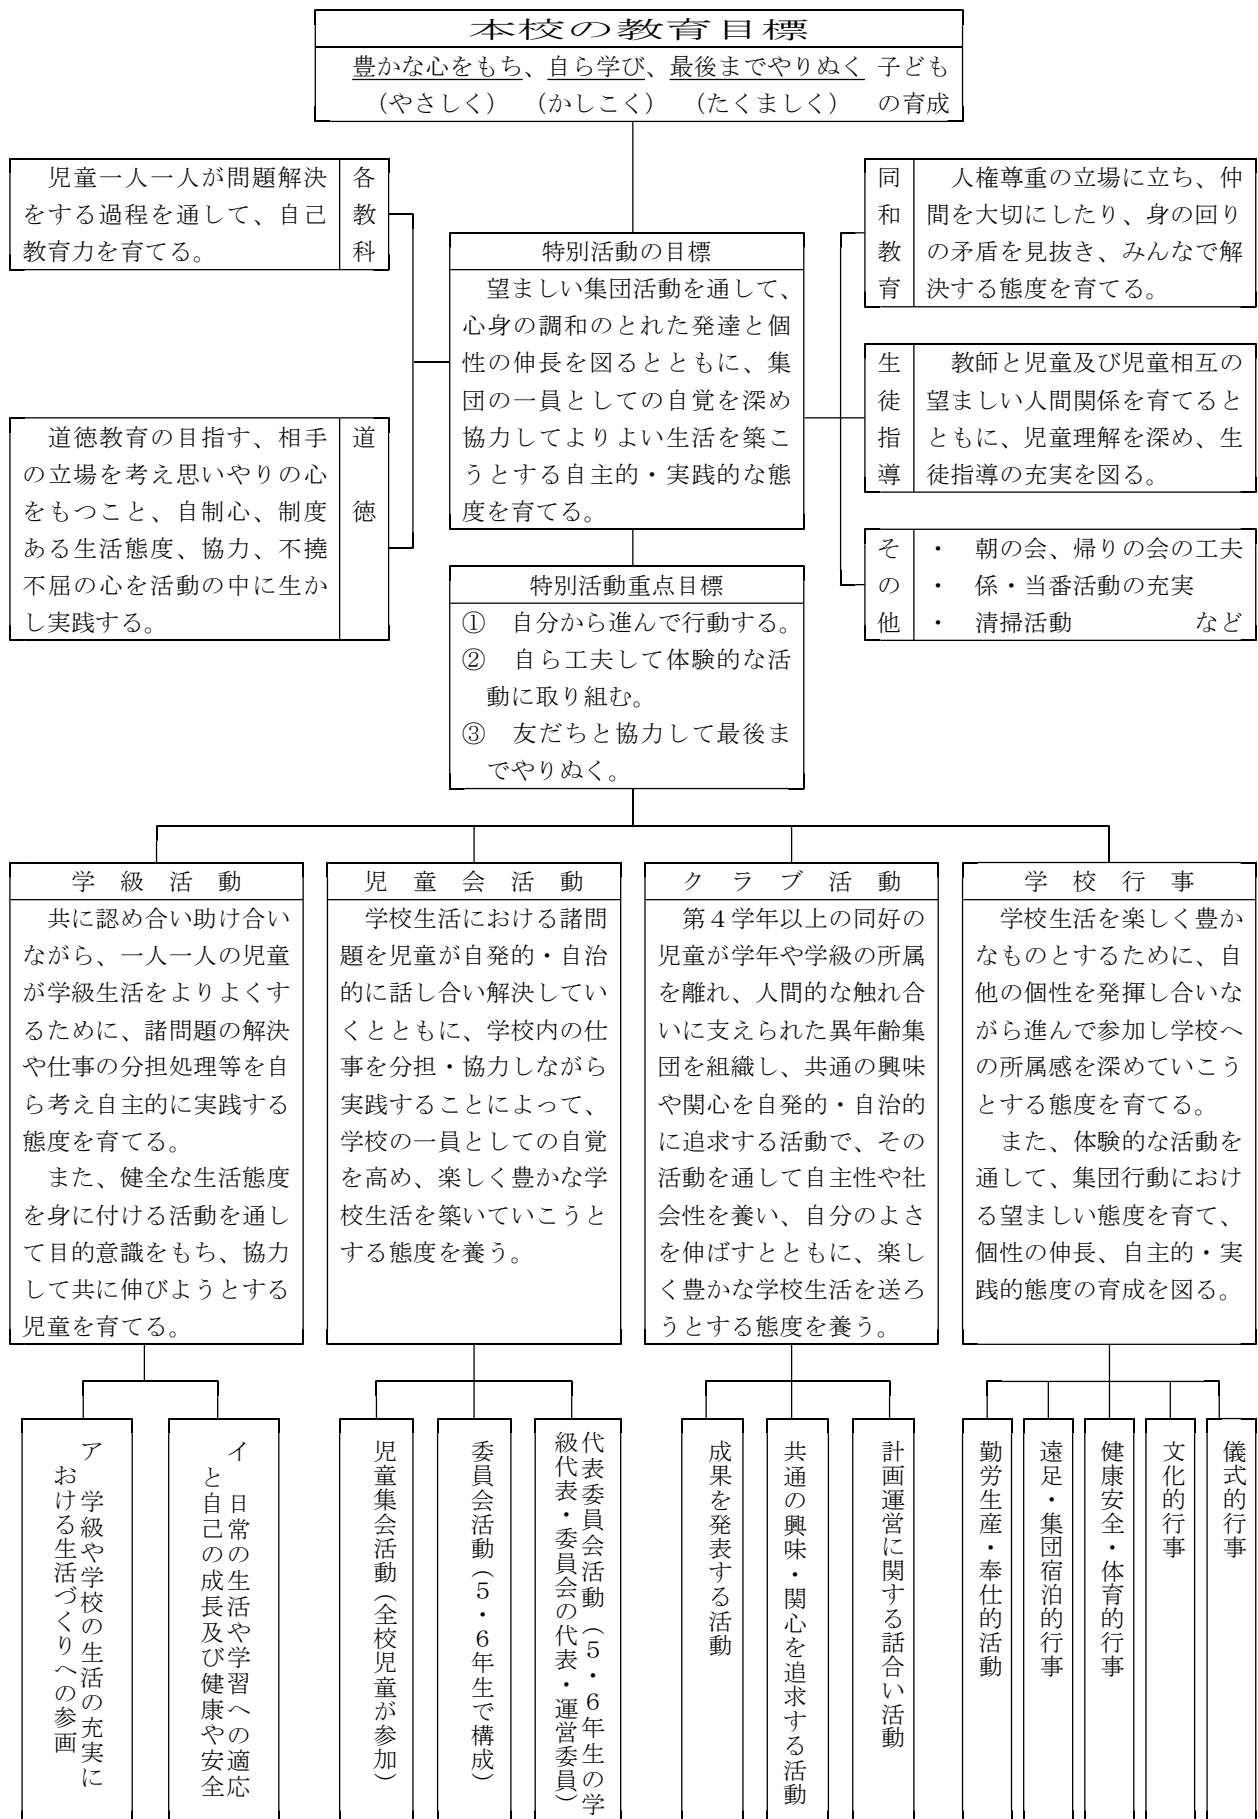 本校の教育目標
豊かな心をもち、自ら学び、最後までやりぬく 子ども
(やさしく) (かしこく) (たくましく) の育成
児童一人一人が問題解決
をする過程を通して、自己
教育力を育てる。
各教科
同和教育
人権尊重の立場に立ち、仲
間を大切にしたり、身の回り
の矛盾を見抜き、みんなで解
決する態度を育てる。
特別活動の目標
望ましい集団活動を通して、
心身の調和のとれた発達と個
性の伸長を図るとともに、集
団の一員としての自覚を深め
協力してよりよい生活を築こ
うとする自主的・実践的な態
度を育てる。
生徒指導
教師と児童及び児童相互の
望ましい人間関係を育てると
ともに、児童理解を深め、生
徒指導の充実を図る。
道徳教育の目指す、相手
の立場を考え思いやりの心
をもつこと、自制心、制度
ある生活態度、協力、不撓
不屈の心を活動の中に生か
し実践する。
道徳
その他
・ 朝の会、帰りの会の工夫
・ 係・当番活動の充実
・ 清掃活動 など
特別活動重点目標
① 自分から進んで行動する。
② 自ら工夫して体験的な活
動に取り組む。
③ 友だちと協力して最後ま
でやりぬく。
学級活動
共に認め合い助け合い
ながら、一人一人の児童
が学級生活をよりよくす
るために、諸問題の解決
や仕事の分担処理等を自
ら考え自主的に実践する
態度を育てる。
また、健全な生活態度
を身に付ける活動を通し
て目的意識をもち、協力
して共に伸びようとする
児童を育てる。
児童会活動
学校生活における諸問
題を児童が自発的・自治
的に話し合い解決してい
くとともに、学校内の仕
事を分担・協力しながら
実践することによって、
学校の一員としての自覚
を高め、楽しく豊かな学
校生活を築いていこうと
する態度を養う。
クラブ活動
第4学年以上の同好の
児童が学年や学級の所属
を離れ、人間的な触れ合
いに支えられた異年齢集
団を組織し、共通の興味
や関心を自発的・自治的
に追求する活動で、その
活動を通して自主性や社
会性を養い、自分のよさ
を伸ばすとともに、楽し
く豊かな学校生活を送ろ
うとする態度を養う。
学校行事
学校生活を楽しく豊か
なものとするために、自
他の個性を発揮し合いな
がら進んで参加し学校へ
の所属感を深めていこう
とする態度を育てる。
また、体験的な活動を
通して、集団行動におけ
る望ましい態度を育て、
個性の伸長、自主的・実
践的態度の育成を図る。
ア 学級や学校の生活の充実に
おける生活づくりへの参画
イ 日常の生活や学習への適応
と自己の成長及び健康や安全
児童集会活動(全校児童が参加)
委員会活動(5・6年生で構成)
代表委員会活動(5・6年生の学
級代表・委員会の代表・運営委員)
成果を発表する活動
共通の興味・関心を追求する活動
計画運営に関する話合い活動
勤労生産・奉仕的活動
遠足・集団宿泊的行事
健康安全・体育的行事
文化的行事
儀式的行事